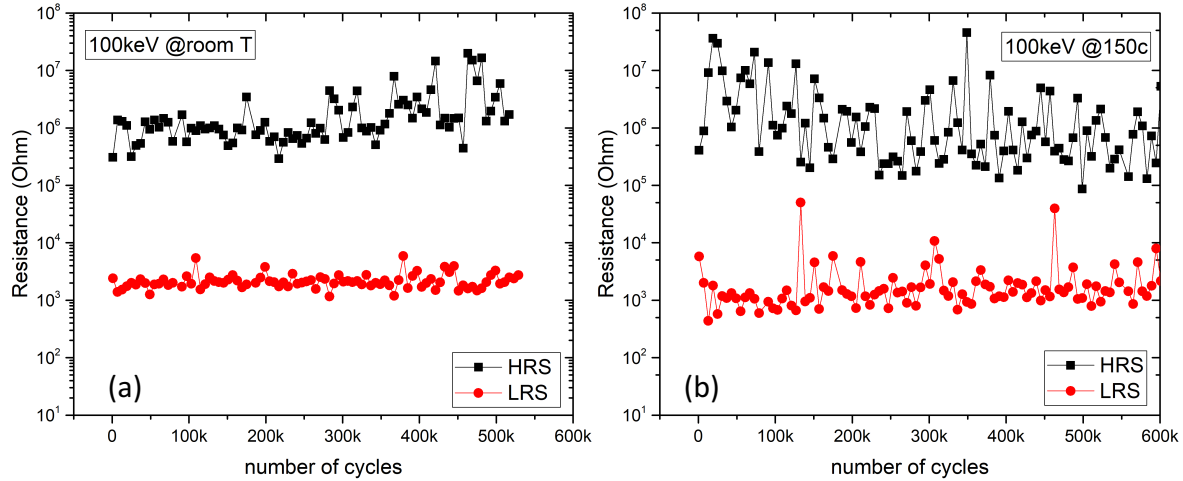 10^8
10^7
10^6
10^5
10^4
10^3
10^2
10^1
Resistance (Ohm)
100keV @room T
HRS
LRS
(a)
0
100k
200k
300k
400k
500k
600k
number of cycles
10^8
10^7
10^6
10^5
10^4
10^3
10^2
10^1
Resistance (Ohm)
100keV @150c
HRS
LRS
(b)
0
100k
200k
300k
400k
500k
600k
number of cycles